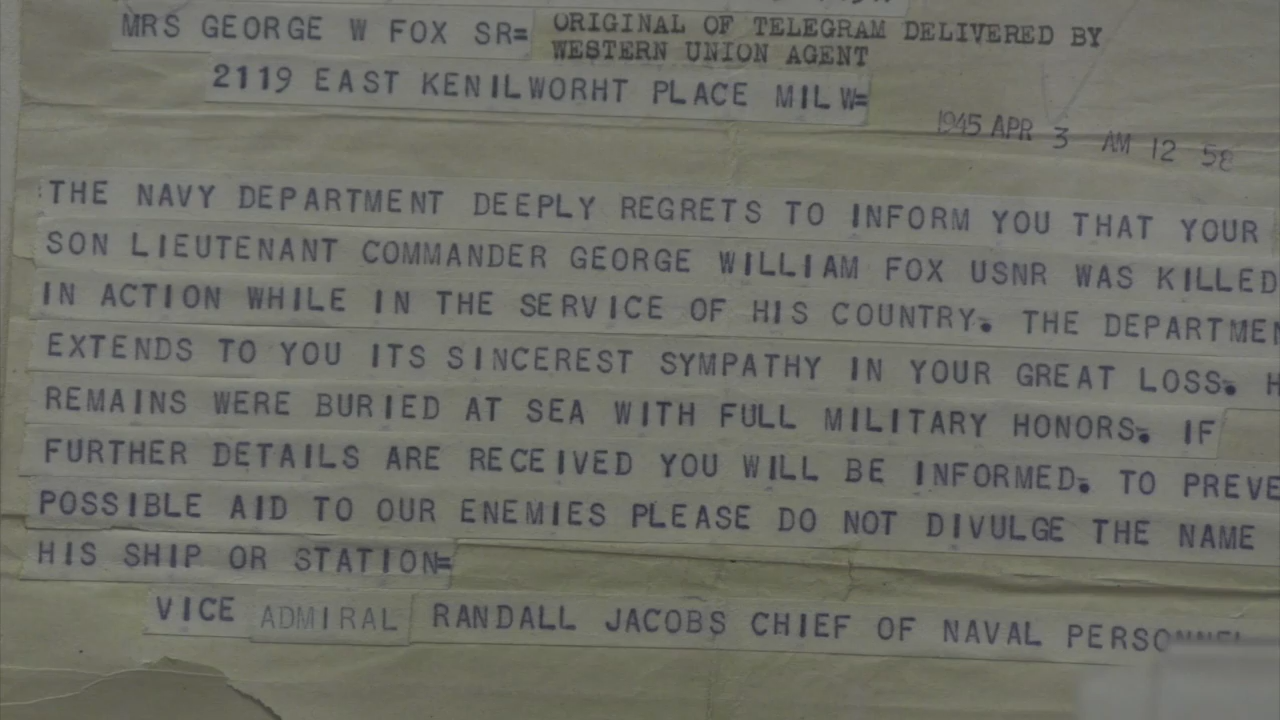 MRS GEORGE W FOX SR= ORIGINAL OF TELEGRAM DELIVERED BY
WESTERN UNION AGENT
2119 EAST KENILWORHT PLACE MILW=
1945 APR 3 AM 12 58
THE NAVY DEPARTMENT DEEPLY REGRETS TO INFORM YOU THAT YOUR
SON LIEUTENANT COMMANDER GEORGE WILLIAM FOX USNR WAS KILLED
IN ACTION WHILE IN THE SERVICE OF HIS COUNTRY. THE DEPARTME
EXTENDS TO YOU ITS SINCEREST SYMPATHY IN YOUR GREAT LOSS. H
REMAINS WERE BURIED AT SEA WITH FULL MILITARY HONORS. IF
FURTHER DETAILS ARE RECEIVED YOU WILL BE INFORMED. TO PREVE
POSSIBLE AID TO OUR ENEMIES PLEASE DO NOT DIVULGE THE NAME
HIS SHIP OR STATION=
VICE ADMIRAL RANDALL JACOBS CHIEF OF NAVAL PERSONNEL